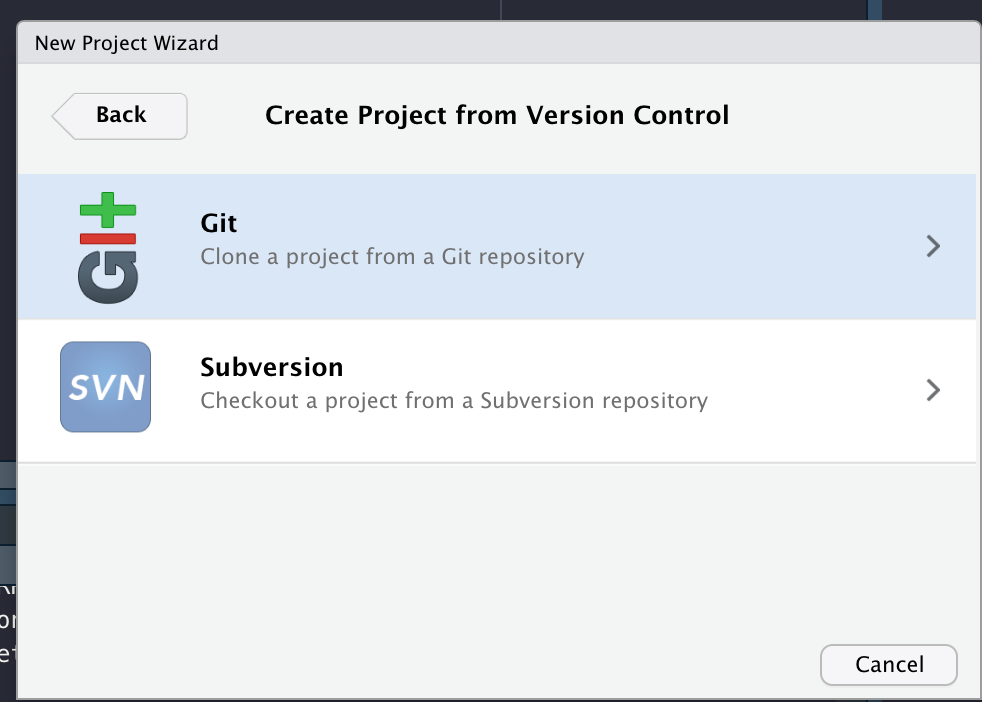 New Project Wizard
Back
Create Project from Version Control
Git
Git
Clone a project from a Git repository
SVN
Subversion
Checkout a project from a Subversion repository
Cancel